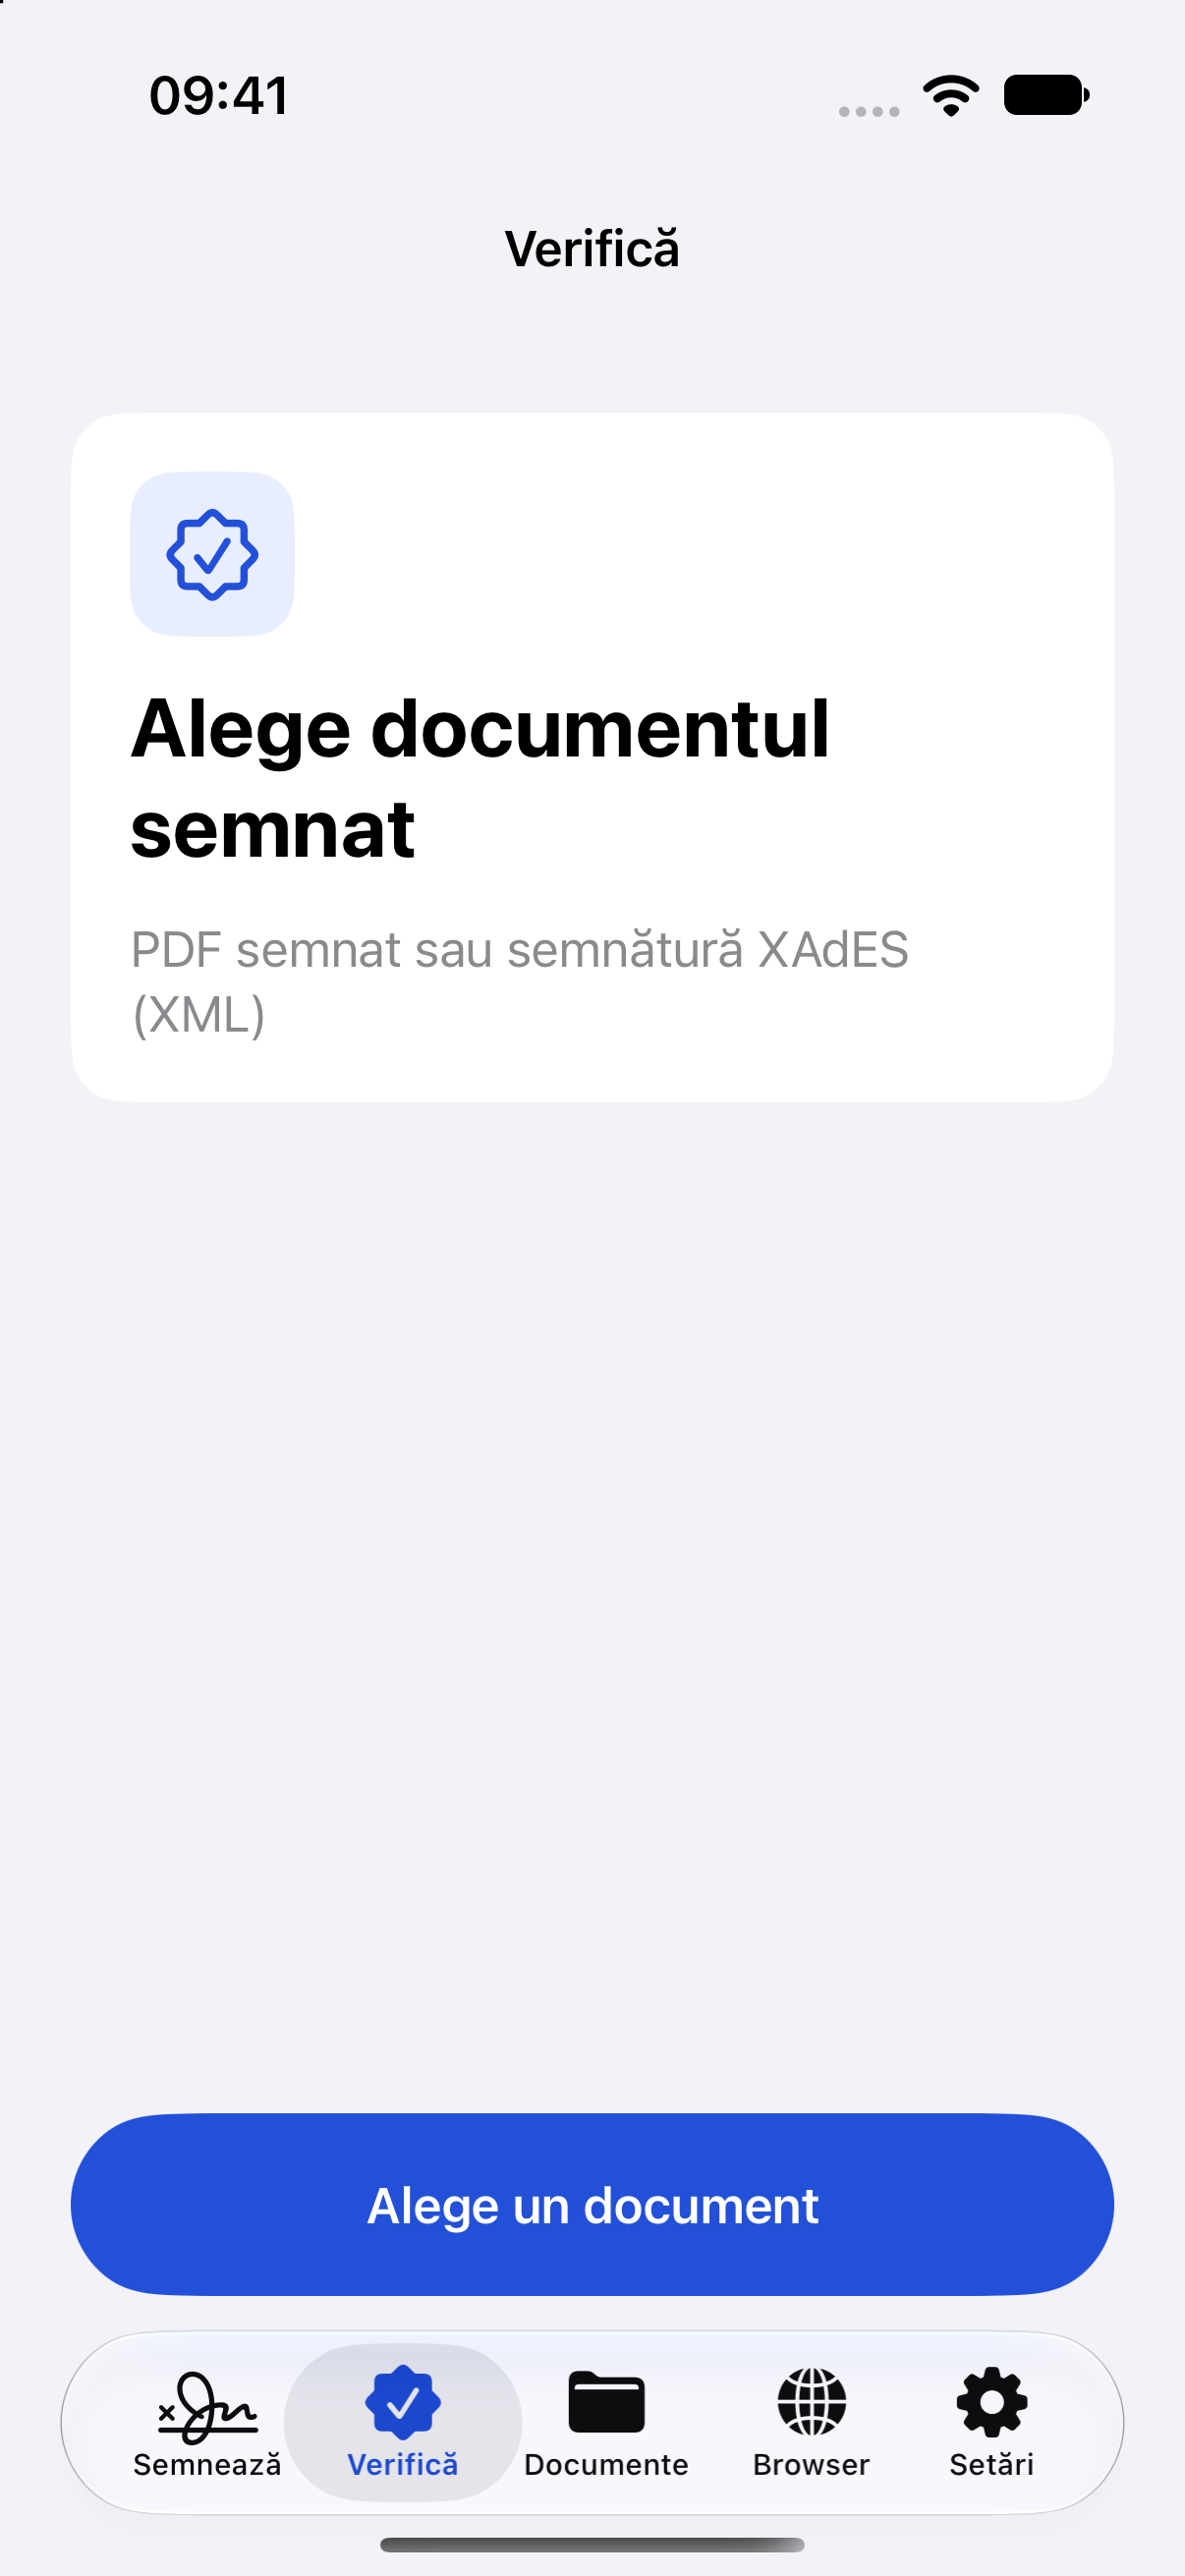 09:41
Verifică
Alege documentul
semnat
PDF semnat sau semnătură XAdES
(XML)
Alege un document
Semnează
Verifică
Documente
Browser
Setări